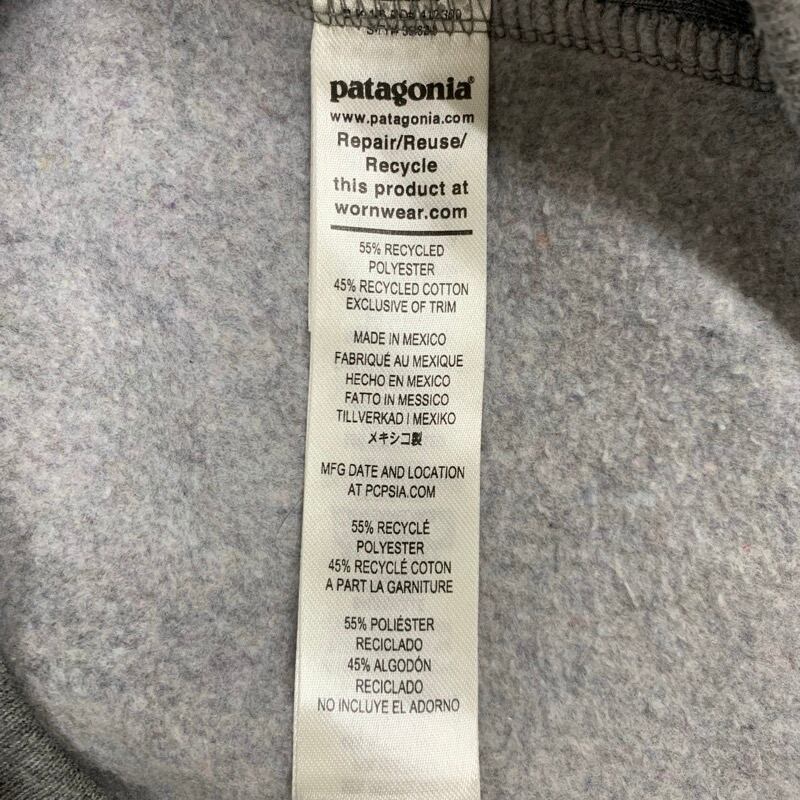 patagonia®
www.patagonia.com
Repair/Reuse/
Recycle
this product at
wornwear.com
55% RECYCLED
POLYESTER
45% RECYCLED COTTON
EXCLUSIVE OF TRIM
MADE IN MEXICO
FABRIQUÉ AU MEXIQUE
HECHO EN MEXICO
FATTO IN MESSICO
TILLVERKAD I MEXIKO
メキシコ製
MFG DATE AND LOCATION
AT PCPSIA.COM
55% RECYCLÉ
POLYESTER
45% RECYCLÉ COTON
A PART LA GARNITURE
55% POLIÉSTER
RECICLADO
45% ALGODÓN
RECICLADO
NO INCLUYE EL ADORNO